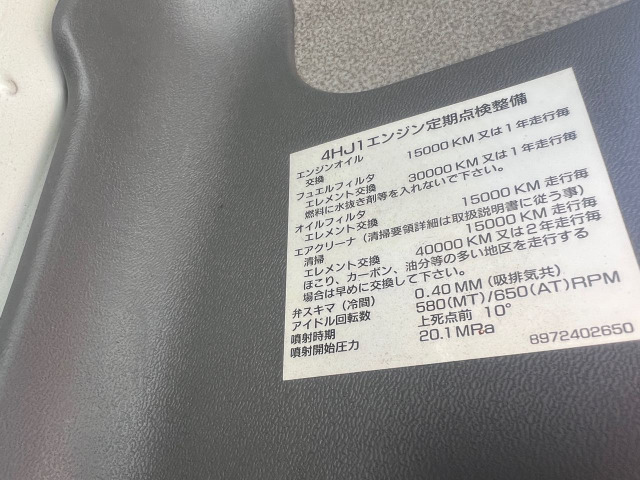 4HJ1エンジン定期点検整備
エンジンオイル
交換 15000 KM 又は1年走行毎
フュエルフィルタ
エレメント交換 30000 KM 又は1年走行毎
燃料に水抜き剤等を入れないで下さい。
オイルフィルタ
エレメント交換 15000 KM 走行毎
エアクリーナ(清掃要領詳細は取扱説明書に従う事)
清掃 15000 KM 走行毎
エレメント交換 40000 KM 又は2年走行毎
ほこり、カーボン、油分等の多い地区を走行する
場合は早めに交換して下さい。
弁スキマ(冷間) 0.40 MM (吸排気共)
アイドル回転数 580(MT)/650(AT)RPM
噴射時期 上死点前 10°
噴射開始圧力 20.1 MPa
8972402650